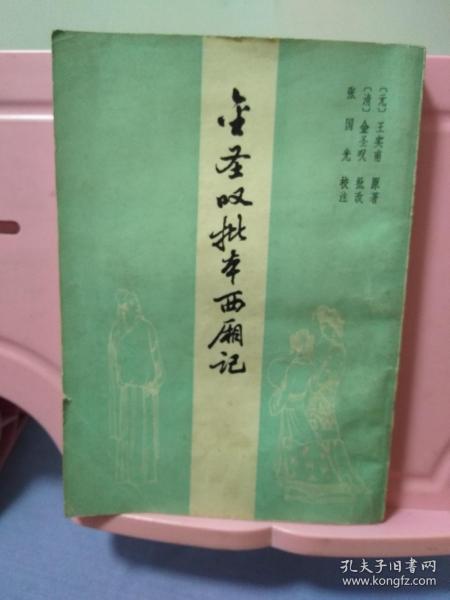 〔元〕王实甫 原著
〔清〕金圣叹 批改
张国光 校注
金圣叹批本西厢记
孔夫子旧书网
www.kongfz.com